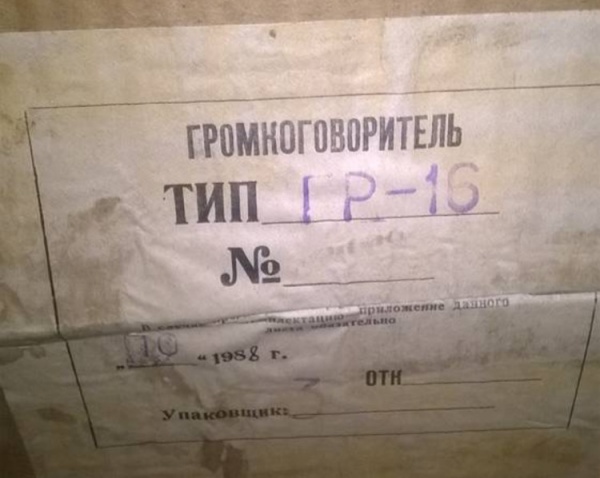 ГРОМКОГОВОРИТЕЛЬ
ТИП ГР-16
№
В приложение данного
листа обязательно
„10“ 1988 г.
ОТК
Упаковщик: 3